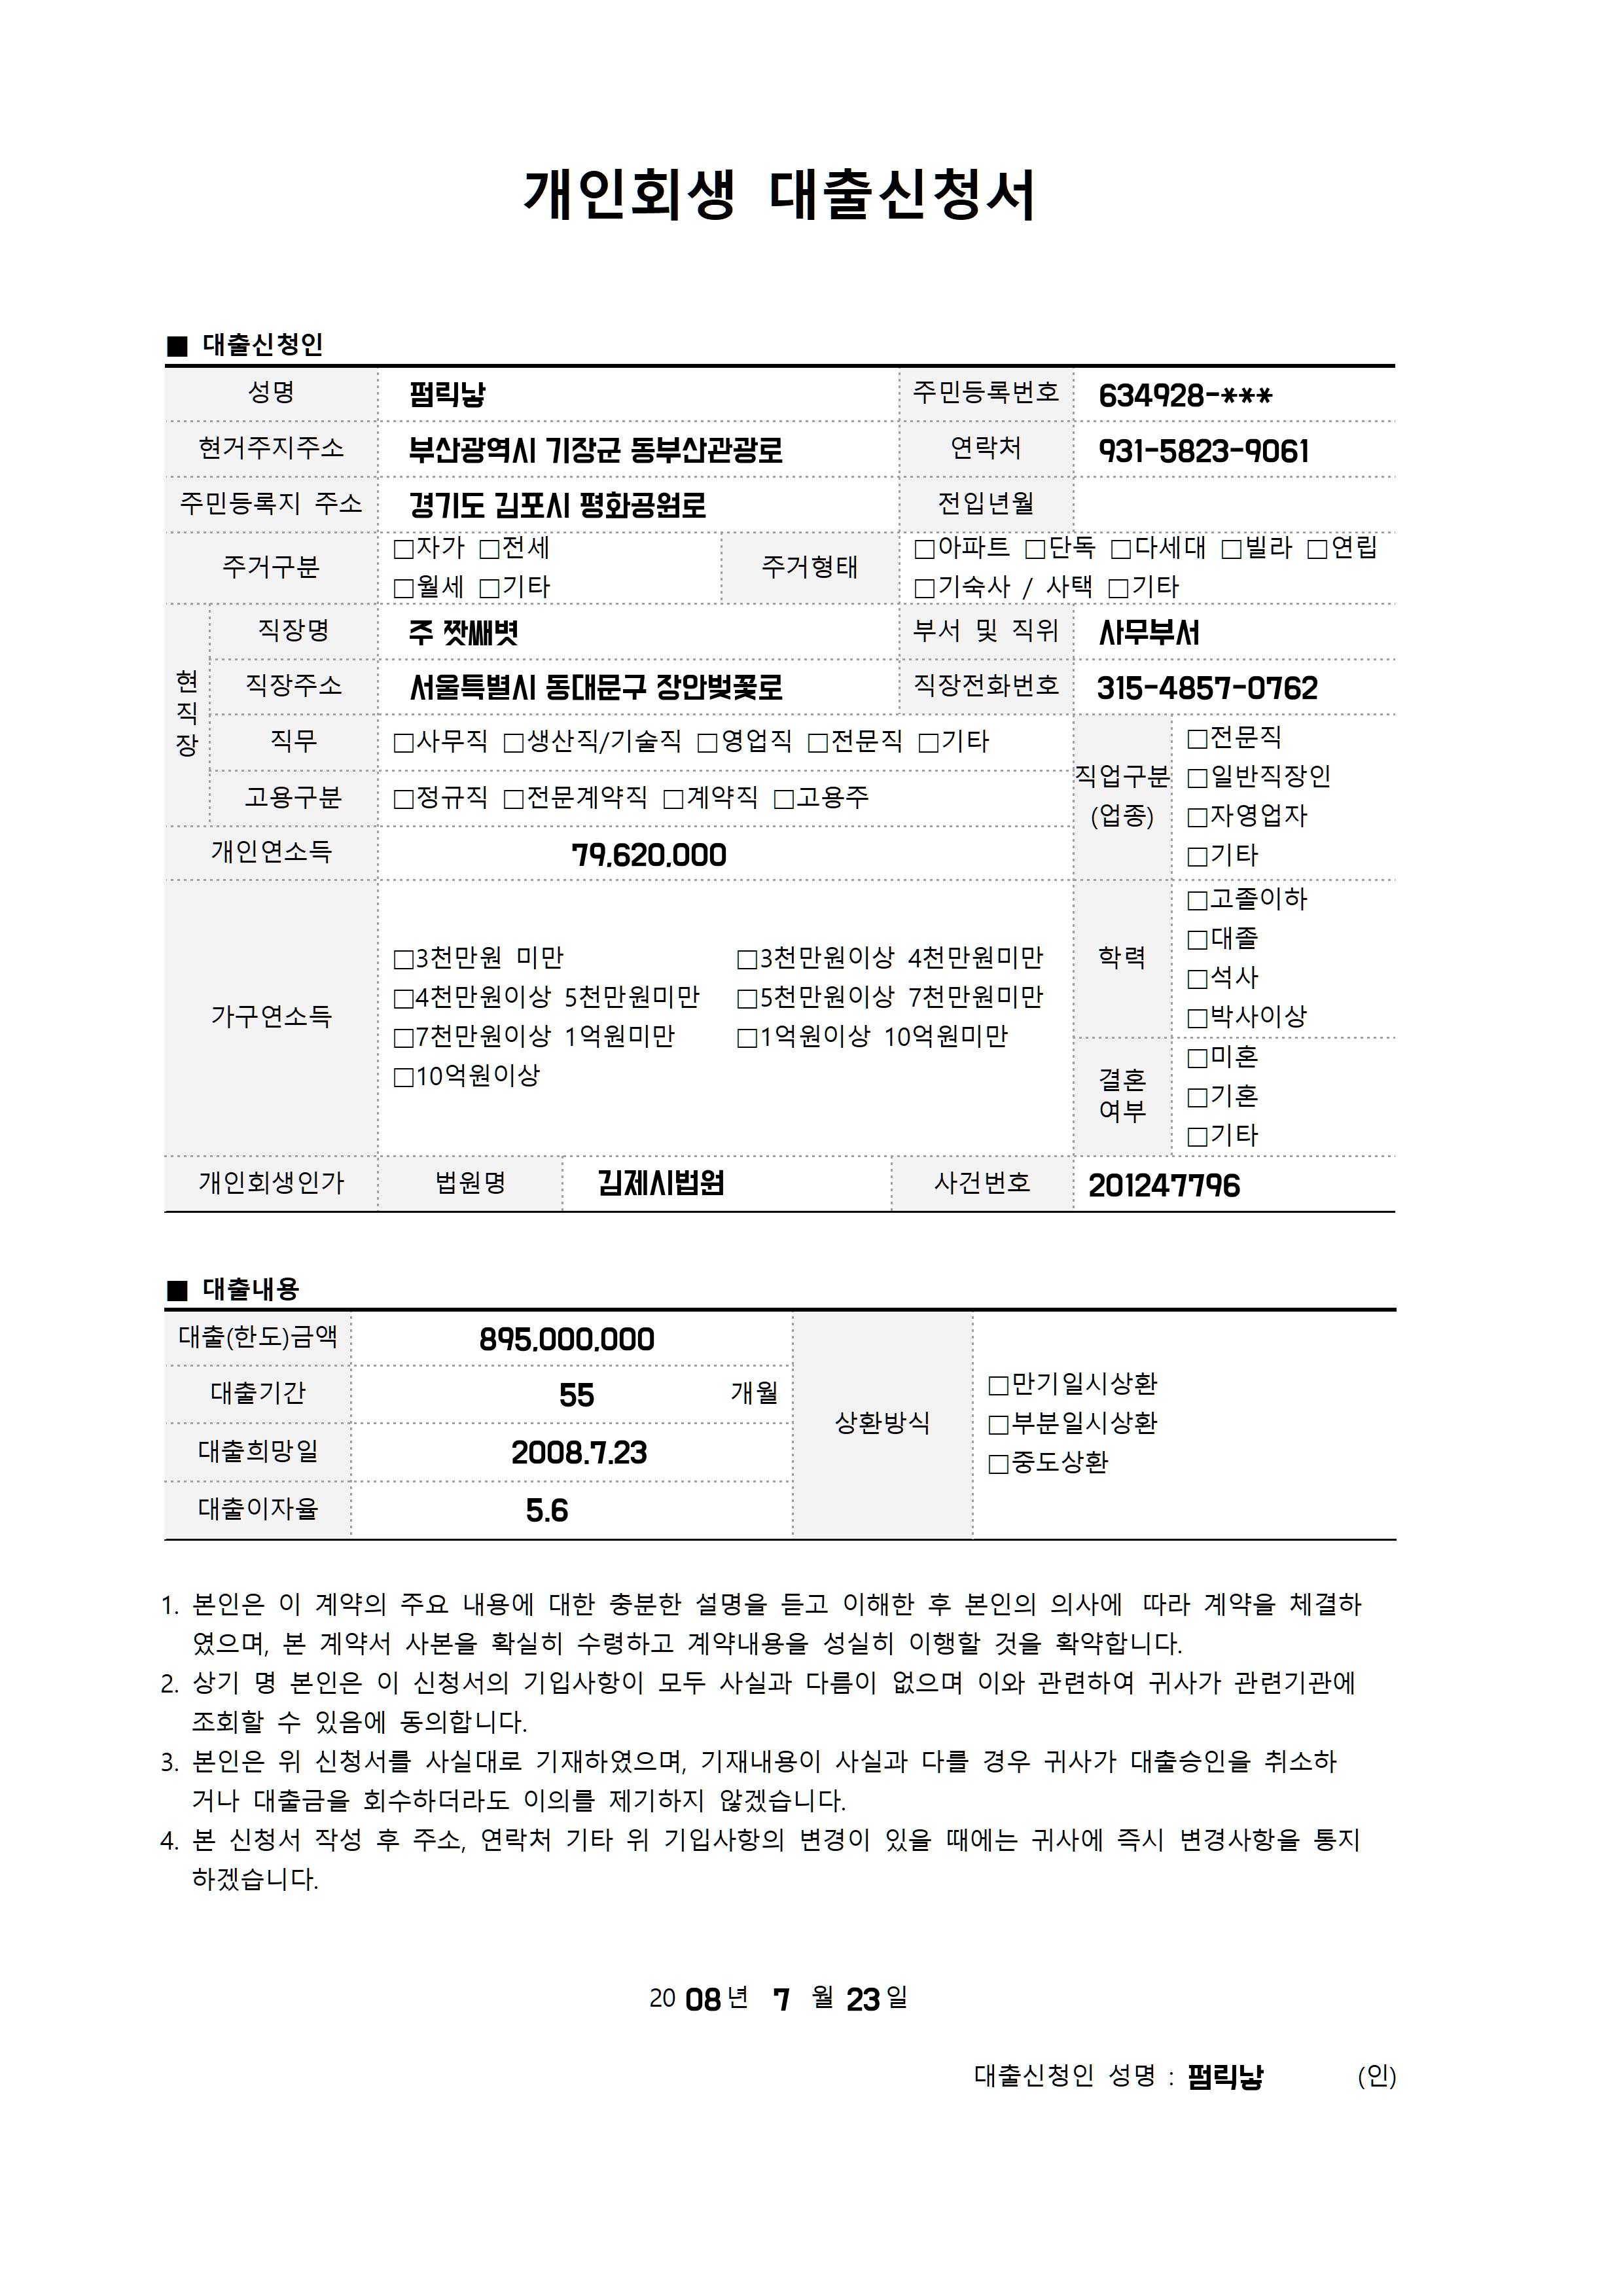 개인회생 대출신청서
■ 대출신청인
성명 펌릭낳 주민등록번호 634928-***
현거주지주소 부산광역시 기장군 동부산관광로 연락처 931-5823-9061
주민등록지 주소 경기도 김포시 평화공원로 전입년월
주거구분 □자가 □전세 □월세 □기타 주거형태 □아파트 □단독 □다세대 □빌라 □연립 □기숙사 / 사택 □기타
현직장
직장명 주 짯쌔볏 부서 및 직위 사무부서
직장주소 서울특별시 동대문구 장안벚꽃로 직장전화번호 315-4857-0762
직무 □사무직 □생산직/기술직 □영업직 □전문직 □기타
고용구분 □정규직 □전문계약직 □계약직 □고용주
직업구분 (업종)
□전문직
□일반직장인
□자영업자
□기타
개인연소득 79,620,000
가구연소득
□3천만원 미만 □3천만원이상 4천만원미만
□4천만원이상 5천만원미만 □5천만원이상 7천만원미만
□7천만원이상 1억원미만 □1억원이상 10억원미만
□10억원이상
학력
□고졸이하
□대졸
□석사
□박사이상
결혼여부
□미혼
□기혼
□기타
개인회생인가 법원명 김제시법원 사건번호 201247796
■ 대출내용
대출(한도)금액 895,000,000
대출기간 55 개월
대출희망일 2008.7.23
대출이자율 5.6
상환방식
□만기일시상환
□부분일시상환
□중도상환
1. 본인은 이 계약의 주요 내용에 대한 충분한 설명을 듣고 이해한 후 본인의 의사에 따라 계약을 체결하
였으며, 본 계약서 사본을 확실히 수령하고 계약내용을 성실히 이행할 것을 확약합니다.
2. 상기 명 본인은 이 신청서의 기입사항이 모두 사실과 다름이 없으며 이와 관련하여 귀사가 관련기관에
조회할 수 있음에 동의합니다.
3. 본인은 위 신청서를 사실대로 기재하였으며, 기재내용이 사실과 다를 경우 귀사가 대출승인을 취소하
거나 대출금을 회수하더라도 이의를 제기하지 않겠습니다.
4. 본 신청서 작성 후 주소, 연락처 기타 위 기입사항의 변경이 있을 때에는 귀사에 즉시 변경사항을 통지
하겠습니다.
20 08 년 7 월 23 일
대출신청인 성명 : 펌릭낳 (인)